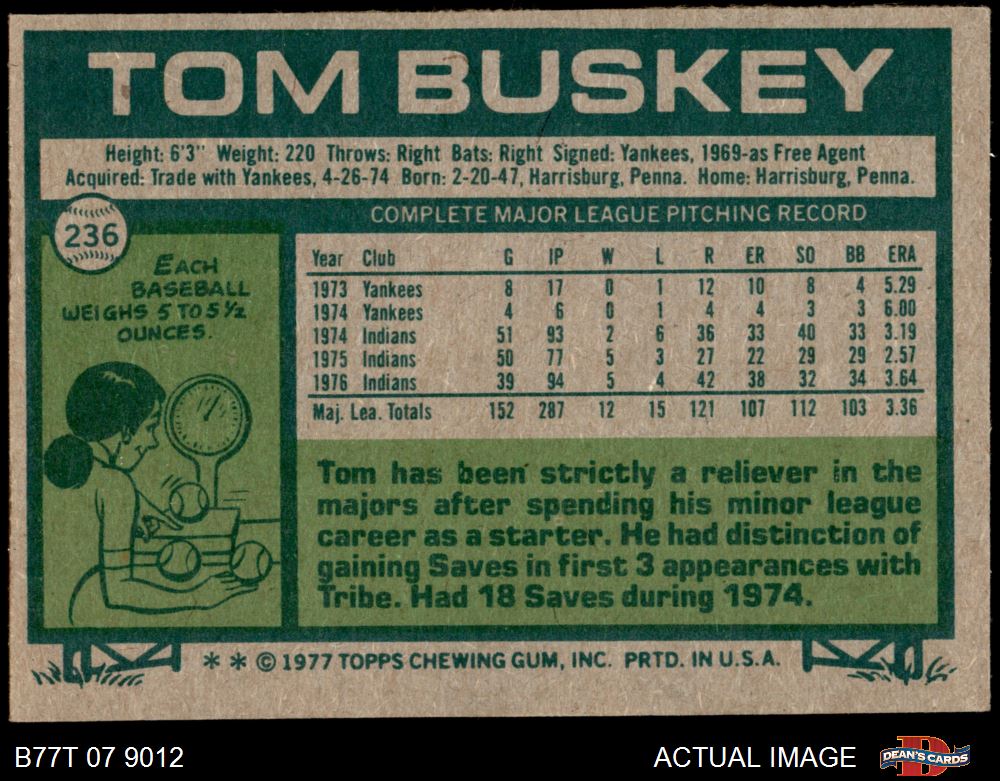 TOM BUSKEY
Height: 6'3" Weight: 220 Throws: Right Bats: Right Signed: Yankees, 1969-as Free Agent
Acquired: Trade with Yankees, 4-26-74 Born: 2-20-47, Harrisburg, Penna. Home: Harrisburg, Penna.
236
EACH
BASEBALL
WEIGHS 5 TO 5½
OUNCES.
COMPLETE MAJOR LEAGUE PITCHING RECORD
Year Club G IP W L R ER SO BB ERA
1973 Yankees 8 17 0 1 12 10 8 4 5.29
1974 Yankees 4 6 0 1 4 4 3 3 6.00
1974 Indians 51 93 2 6 36 33 40 33 3.19
1975 Indians 50 77 5 3 27 22 29 29 2.57
1976 Indians 39 94 5 4 42 38 32 34 3.64
Maj. Lea. Totals 152 287 12 15 121 107 112 103 3.36
Tom has been strictly a reliever in the
majors after spending his minor league
career as a starter. He had distinction of
gaining Saves in first 3 appearances with
Tribe. Had 18 Saves during 1974.
* * © 1977 TOPPS CHEWING GUM, INC. PRTD. IN U.S.A.
B77T 07 9012
ACTUAL IMAGE
DEAN'S CARDS